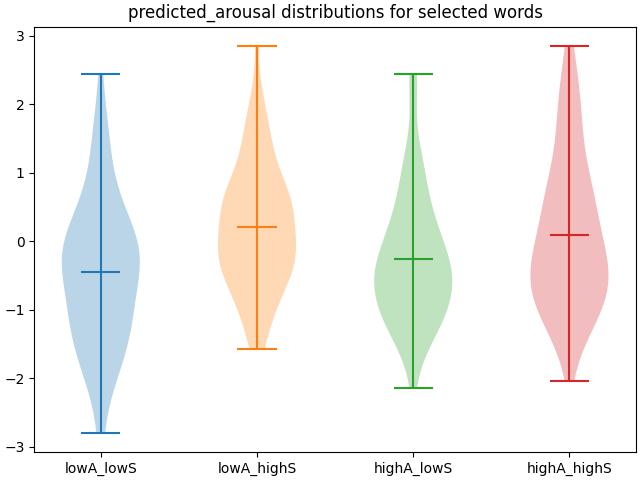 predicted_arousal distributions for selected words
3
2
1
0
−1
−2
−3
lowA_lowS
lowA_highS
highA_lowS
highA_highS